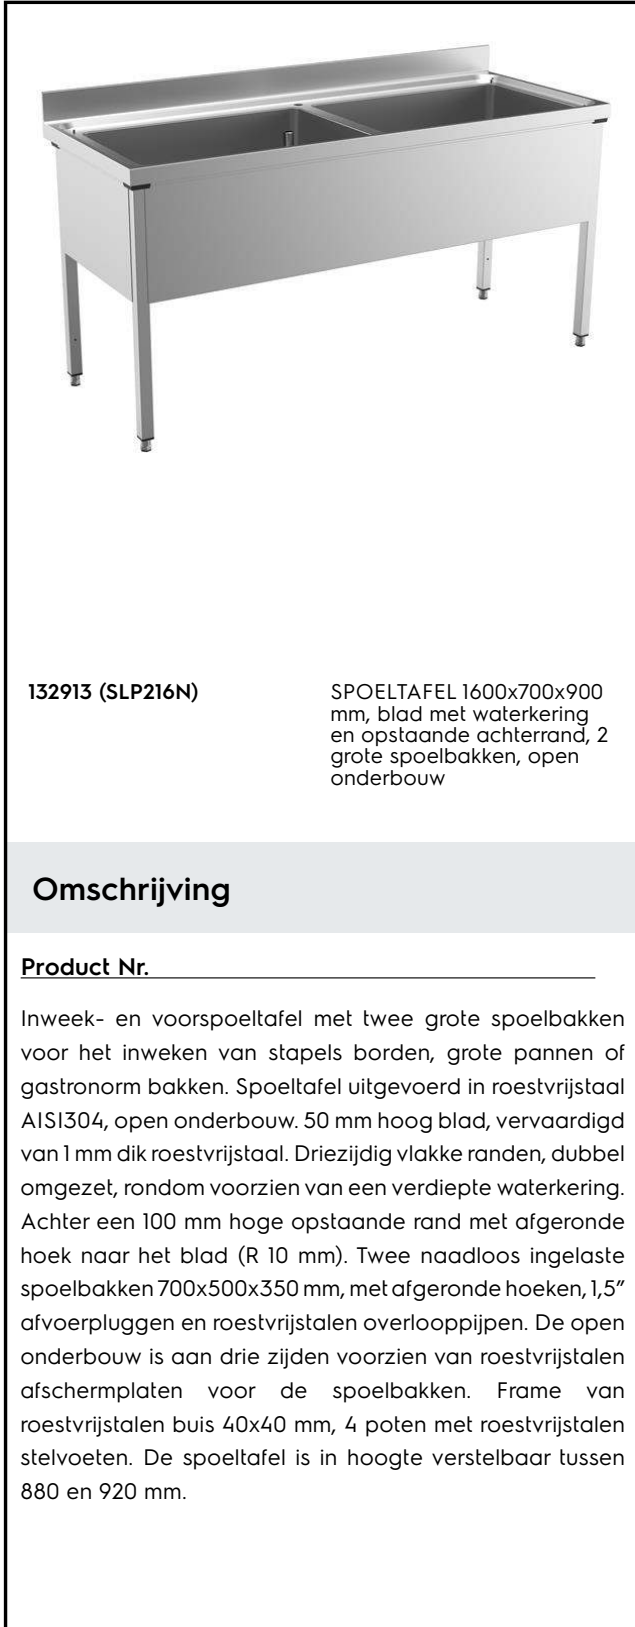 132913 (SLP216N)
SPOELTAFEL 1600x700x900
mm, blad met waterkering
en opstaande achterrand, 2
grote spoelbakken, open
onderbouw
Omschrijving
Product Nr.
Inweek- en voorspoeltafel met twee grote spoelbakken
voor het inweken van stapels borden, grote pannen of
gastronorm bakken. Spoeltafel uitgevoerd in roestvrijstaal
AISI304, open onderbouw. 50 mm hoog blad, vervaardigd
van 1 mm dik roestvrijstaal. Driezijdig vlakke randen, dubbel
omgezet, rondom voorzien van een verdiepte waterkering.
Achter een 100 mm hoge opstaande rand met afgeronde
hoek naar het blad (R 10 mm). Twee naadloos ingelaste
spoelbakken 700x500x350 mm, met afgeronde hoeken, 1,5"
afvoerpluggen en roestvrijstalen overlooppijpen. De open
onderbouw is aan drie zijden voorzien van roestvrijstalen
afschermplaten voor de spoelbakken. Frame van
roestvrijstalen buis 40x40 mm, 4 poten met roestvrijstalen
stelvoeten. De spoeltafel is in hoogte verstelbaar tussen
880 en 920 mm.